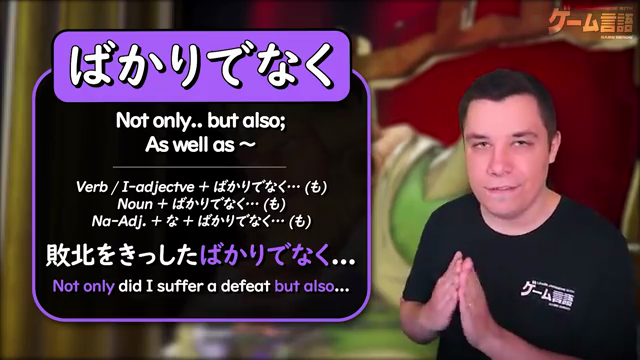 ゲーム言語
ばかりでなく
Not only.. but also;
As well as ～
Verb / I-adjectve + ばかりでなく… (も)
Noun + ばかりでなく… (も)
Na-Adj. + な + ばかりでなく… (も)
敗北をきっしたばかりでなく…
Not only did I suffer a defeat but also...
ゲーム言語